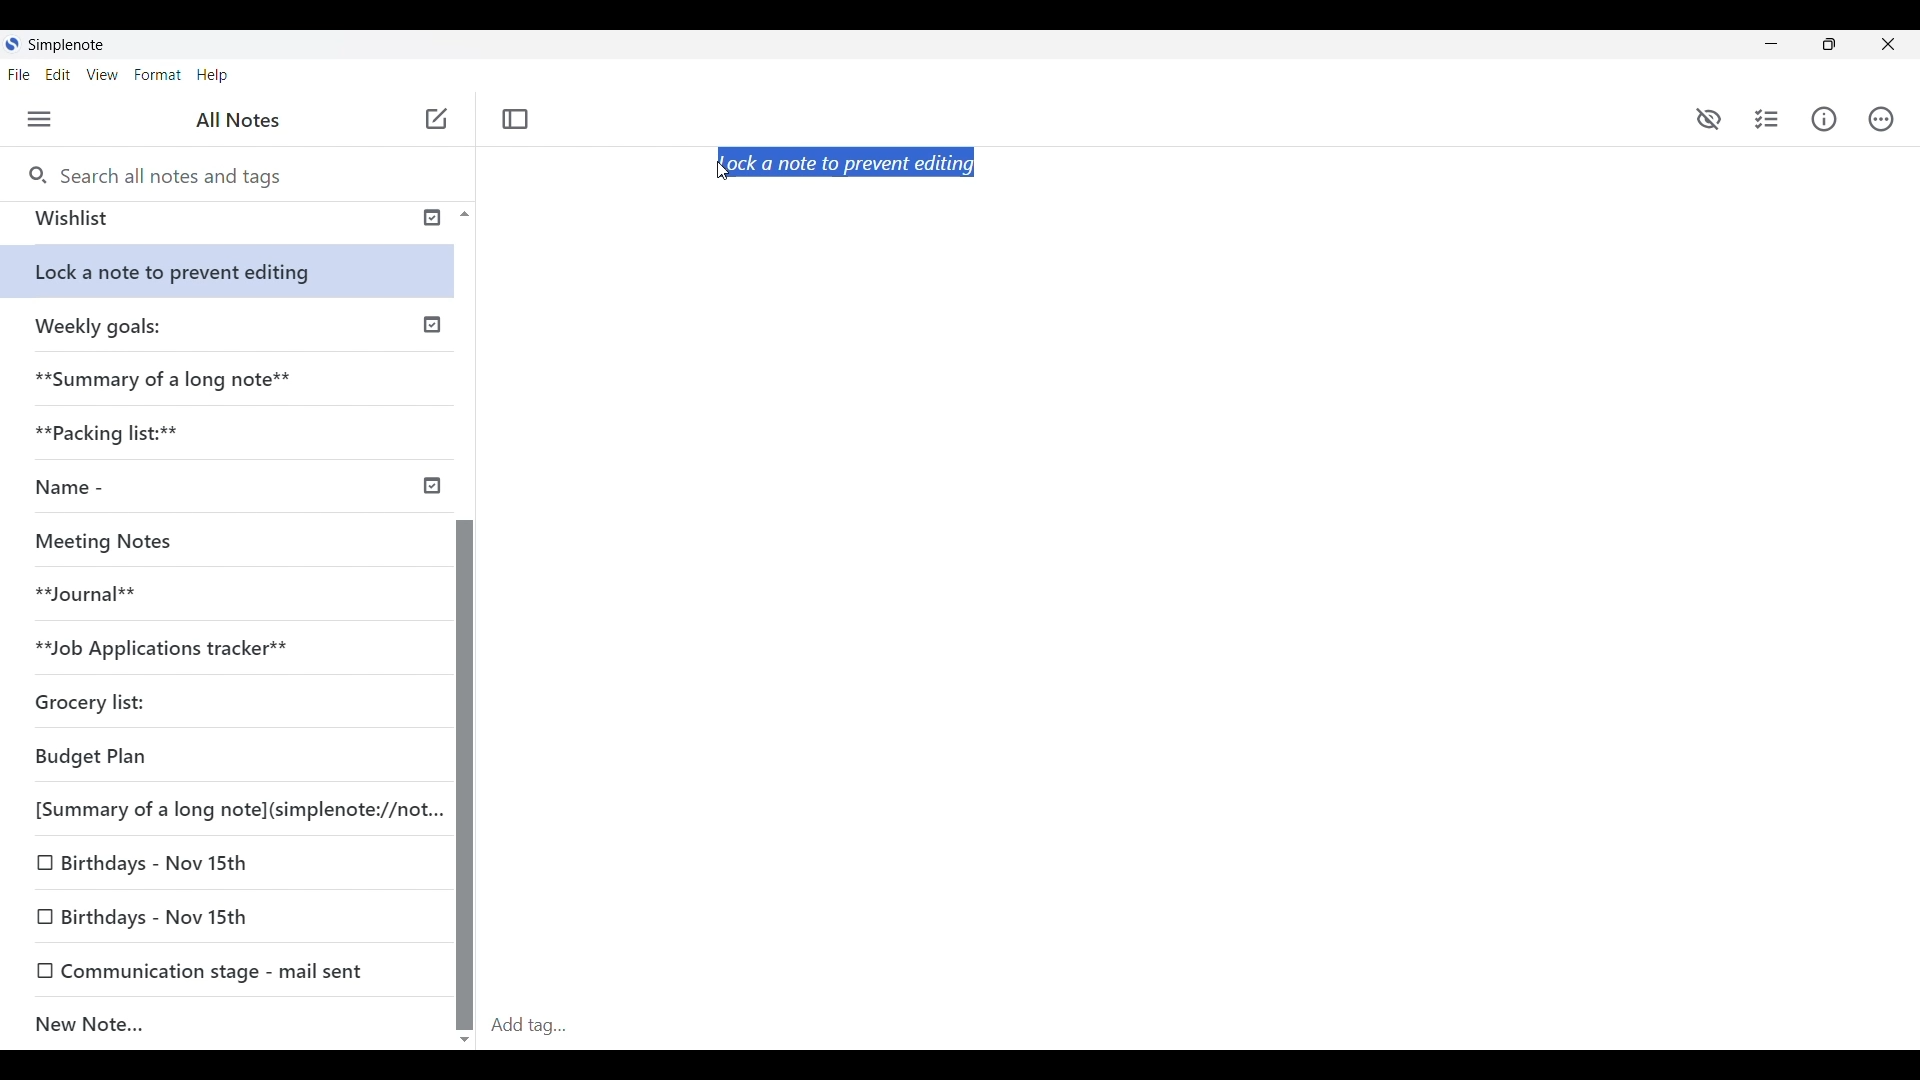 Simplenote
File Edit View Format Help
All Notes
Search all notes and tags
Lock a note to prevent editing
Wishlist
Lock a note to prevent editing
Weekly goals:
**Summary of a long note**
**Packing list:**
Name -
Meeting Notes
**Journal**
**Job Applications tracker**
Grocery list:
Budget Plan
[Summary of a long note](simplenote://not...
Birthdays - Nov 15th
Birthdays - Nov 15th
Communication stage - mail sent
New Note...
Add tag...